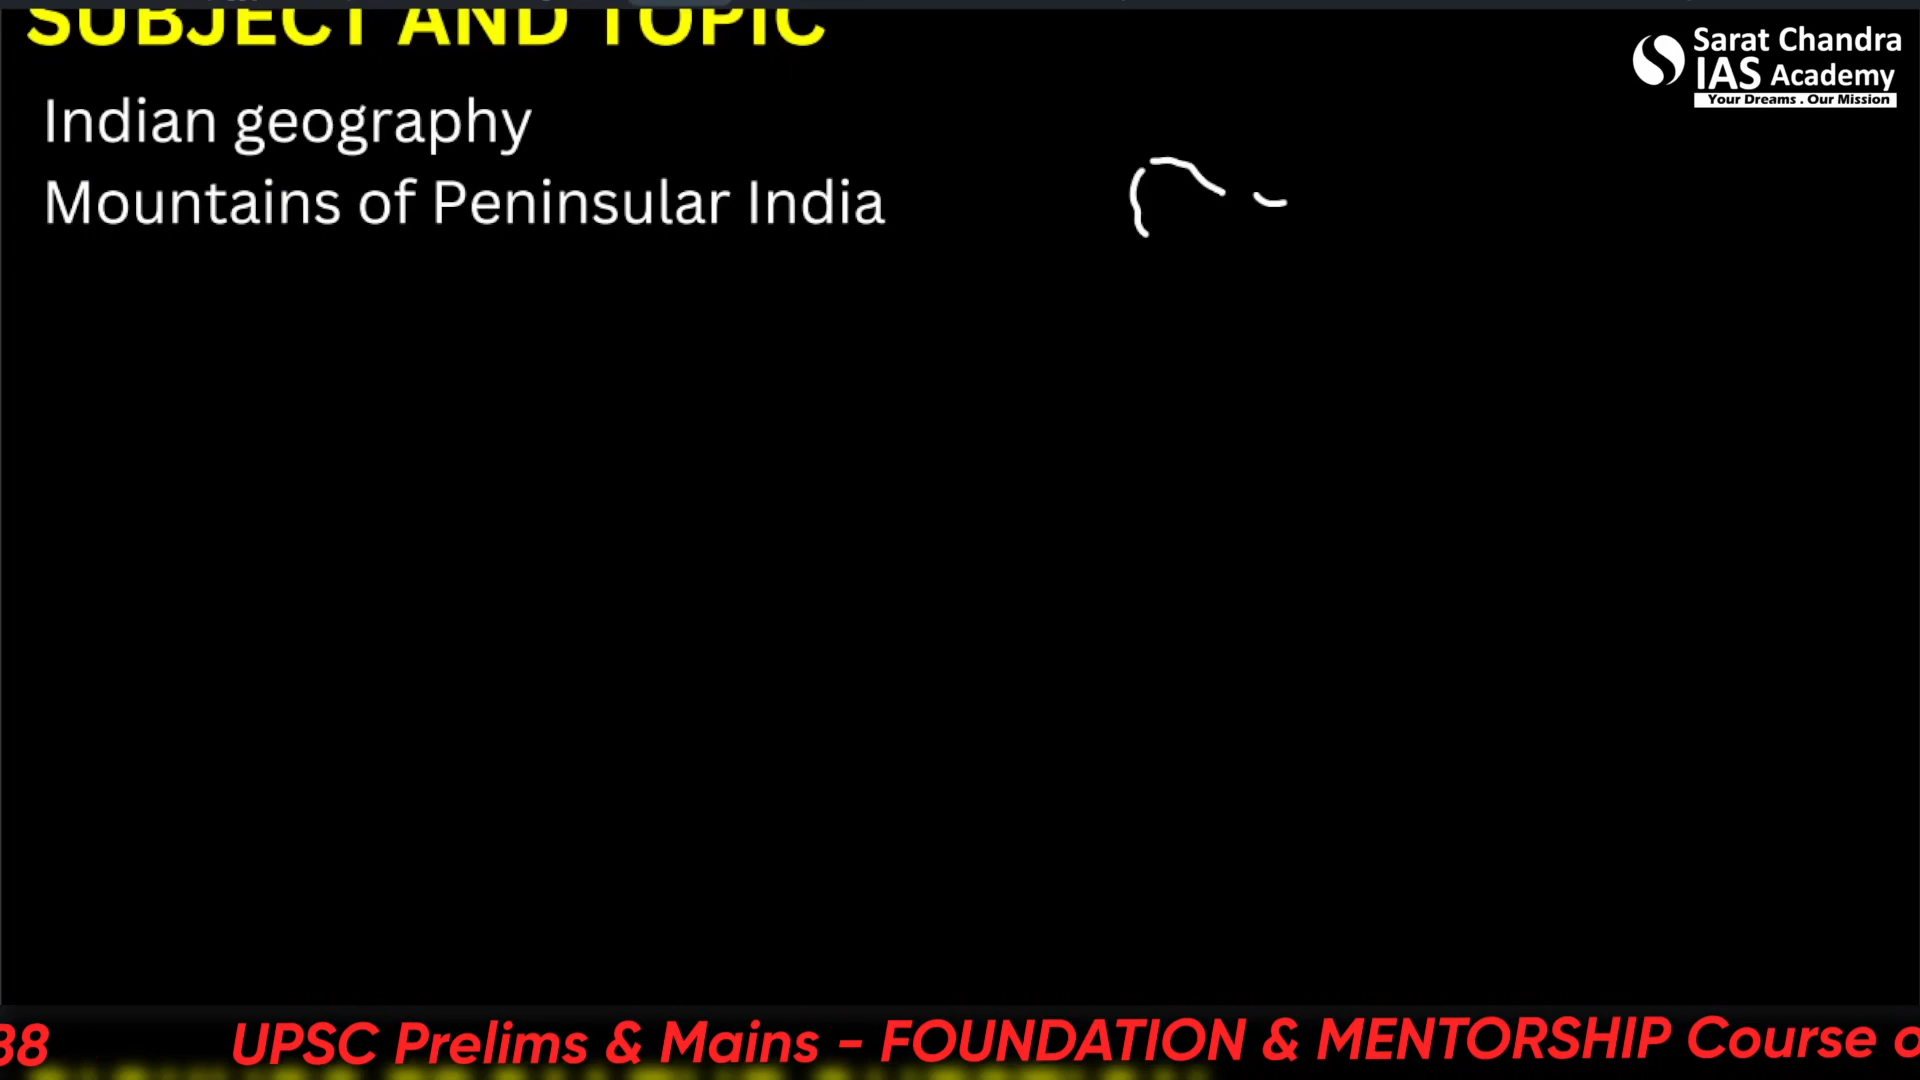 SUBJECT AND TOPIC
Sarat Chandra
IAS Academy
Your Dreams . Our Mission
Indian geography
Mountains of Peninsular India
38 UPSC Prelims & Mains - FOUNDATION & MENTORSHIP Course